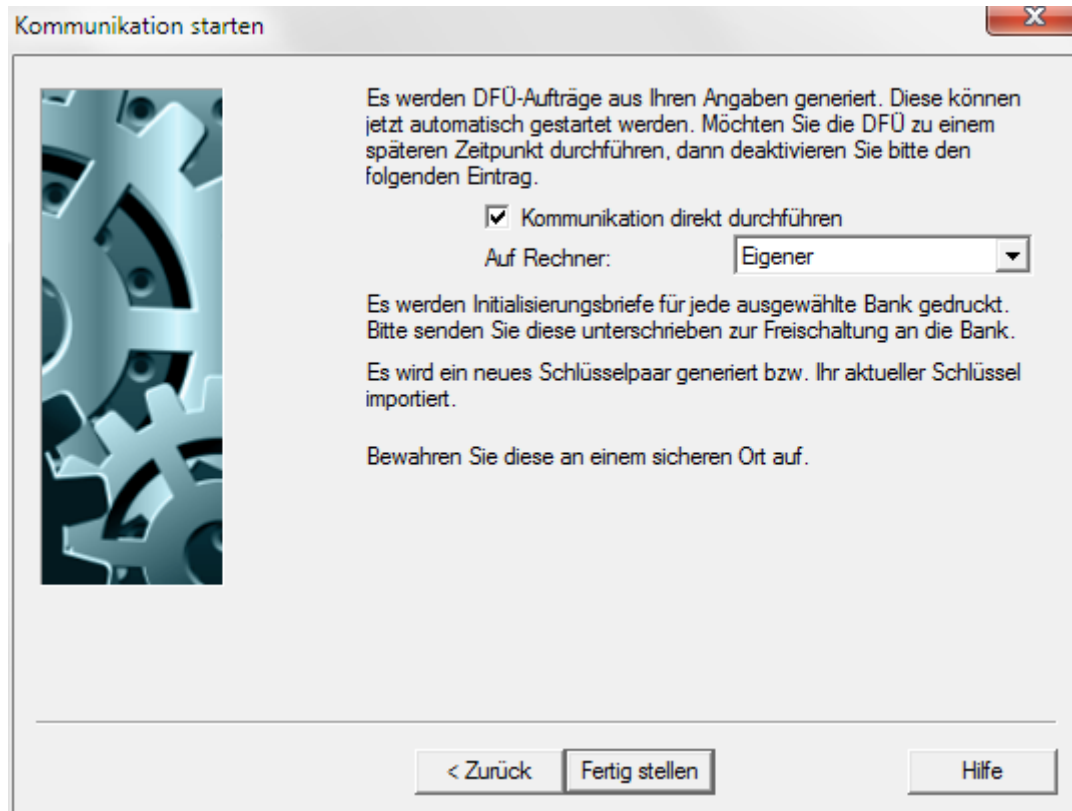 Kommunikation starten
Es werden DFÜ-Aufträge aus Ihren Angaben generiert. Diese können
jetzt automatisch gestartet werden. Möchten Sie die DFÜ zu einem
späteren Zeitpunkt durchführen, dann deaktivieren Sie bitte den
folgenden Eintrag.
Kommunikation direkt durchführen
Auf Rechner: Eigener
Es werden Initialisierungsbriefe für jede ausgewählte Bank gedruckt.
Bitte senden Sie diese unterschrieben zur Freischaltung an die Bank.
Es wird ein neues Schlüsselpaar generiert bzw. Ihr aktueller Schlüssel
importiert.
Bewahren Sie diese an einem sicheren Ort auf.
< Zurück Fertig stellen Hilfe